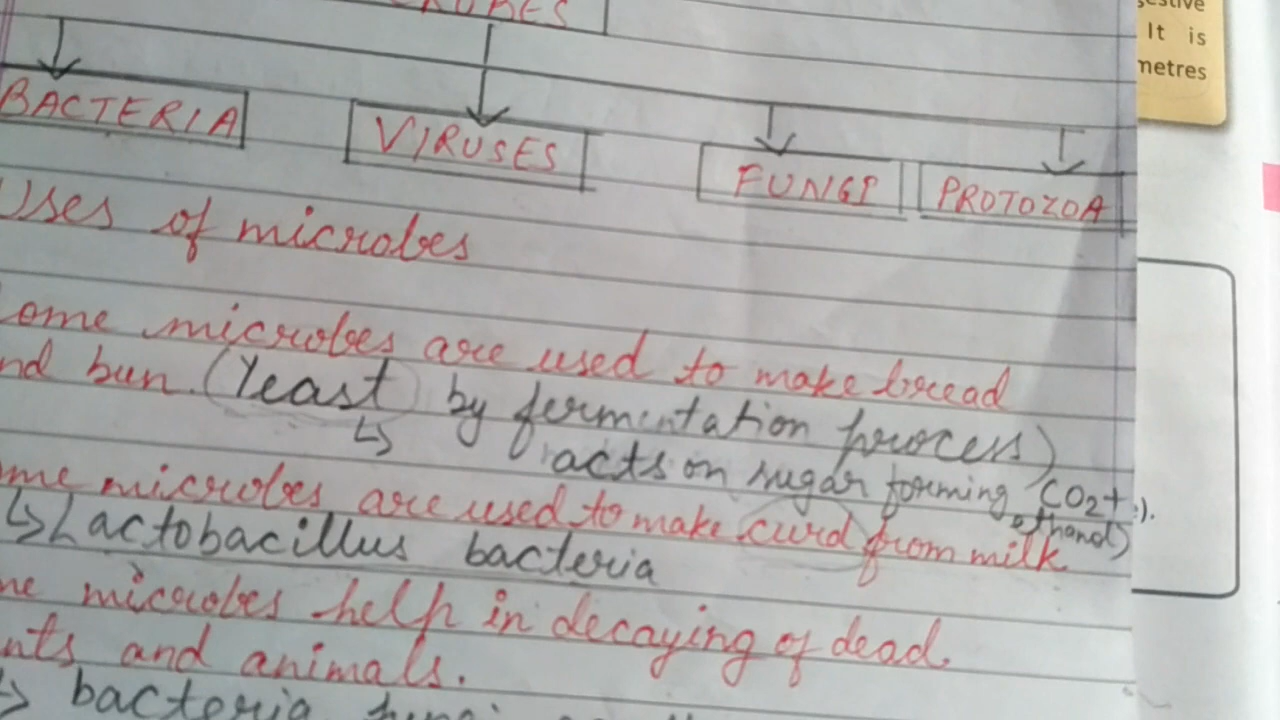 It is
metres
BACTERIA
VIRUSES
FUNGI
PROTOZOA
Uses of microbes
ome microbes are used to make bread
nd bun. (Yeast by fermentation process)
↳ acts on sugar forming CO2+
ethanol)
ome microbes are used to make curd from milk
↳ Lactobacillus bacteria
me microbes help in decaying of dead
nts and animals.
bacteria